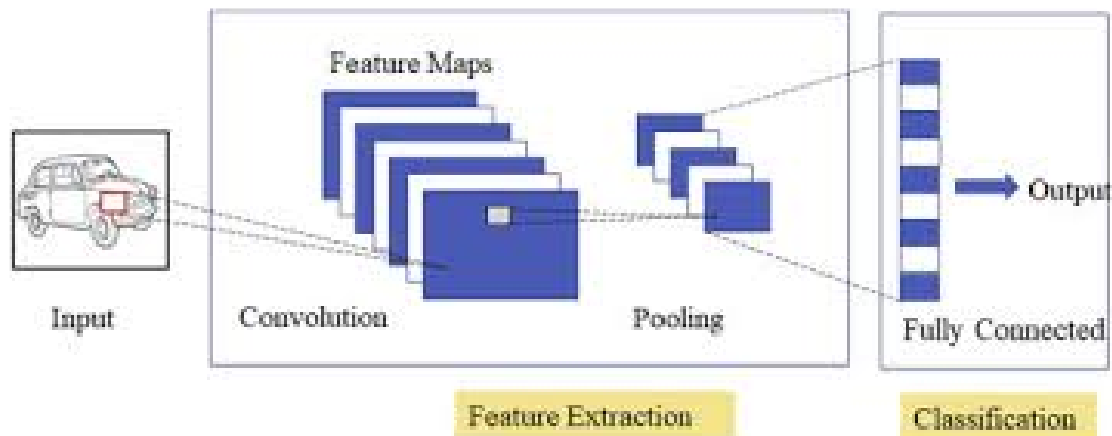 Feature Maps
Input
Convolution
Pooling
Fully Connected
Output
Feature Extraction
Classification